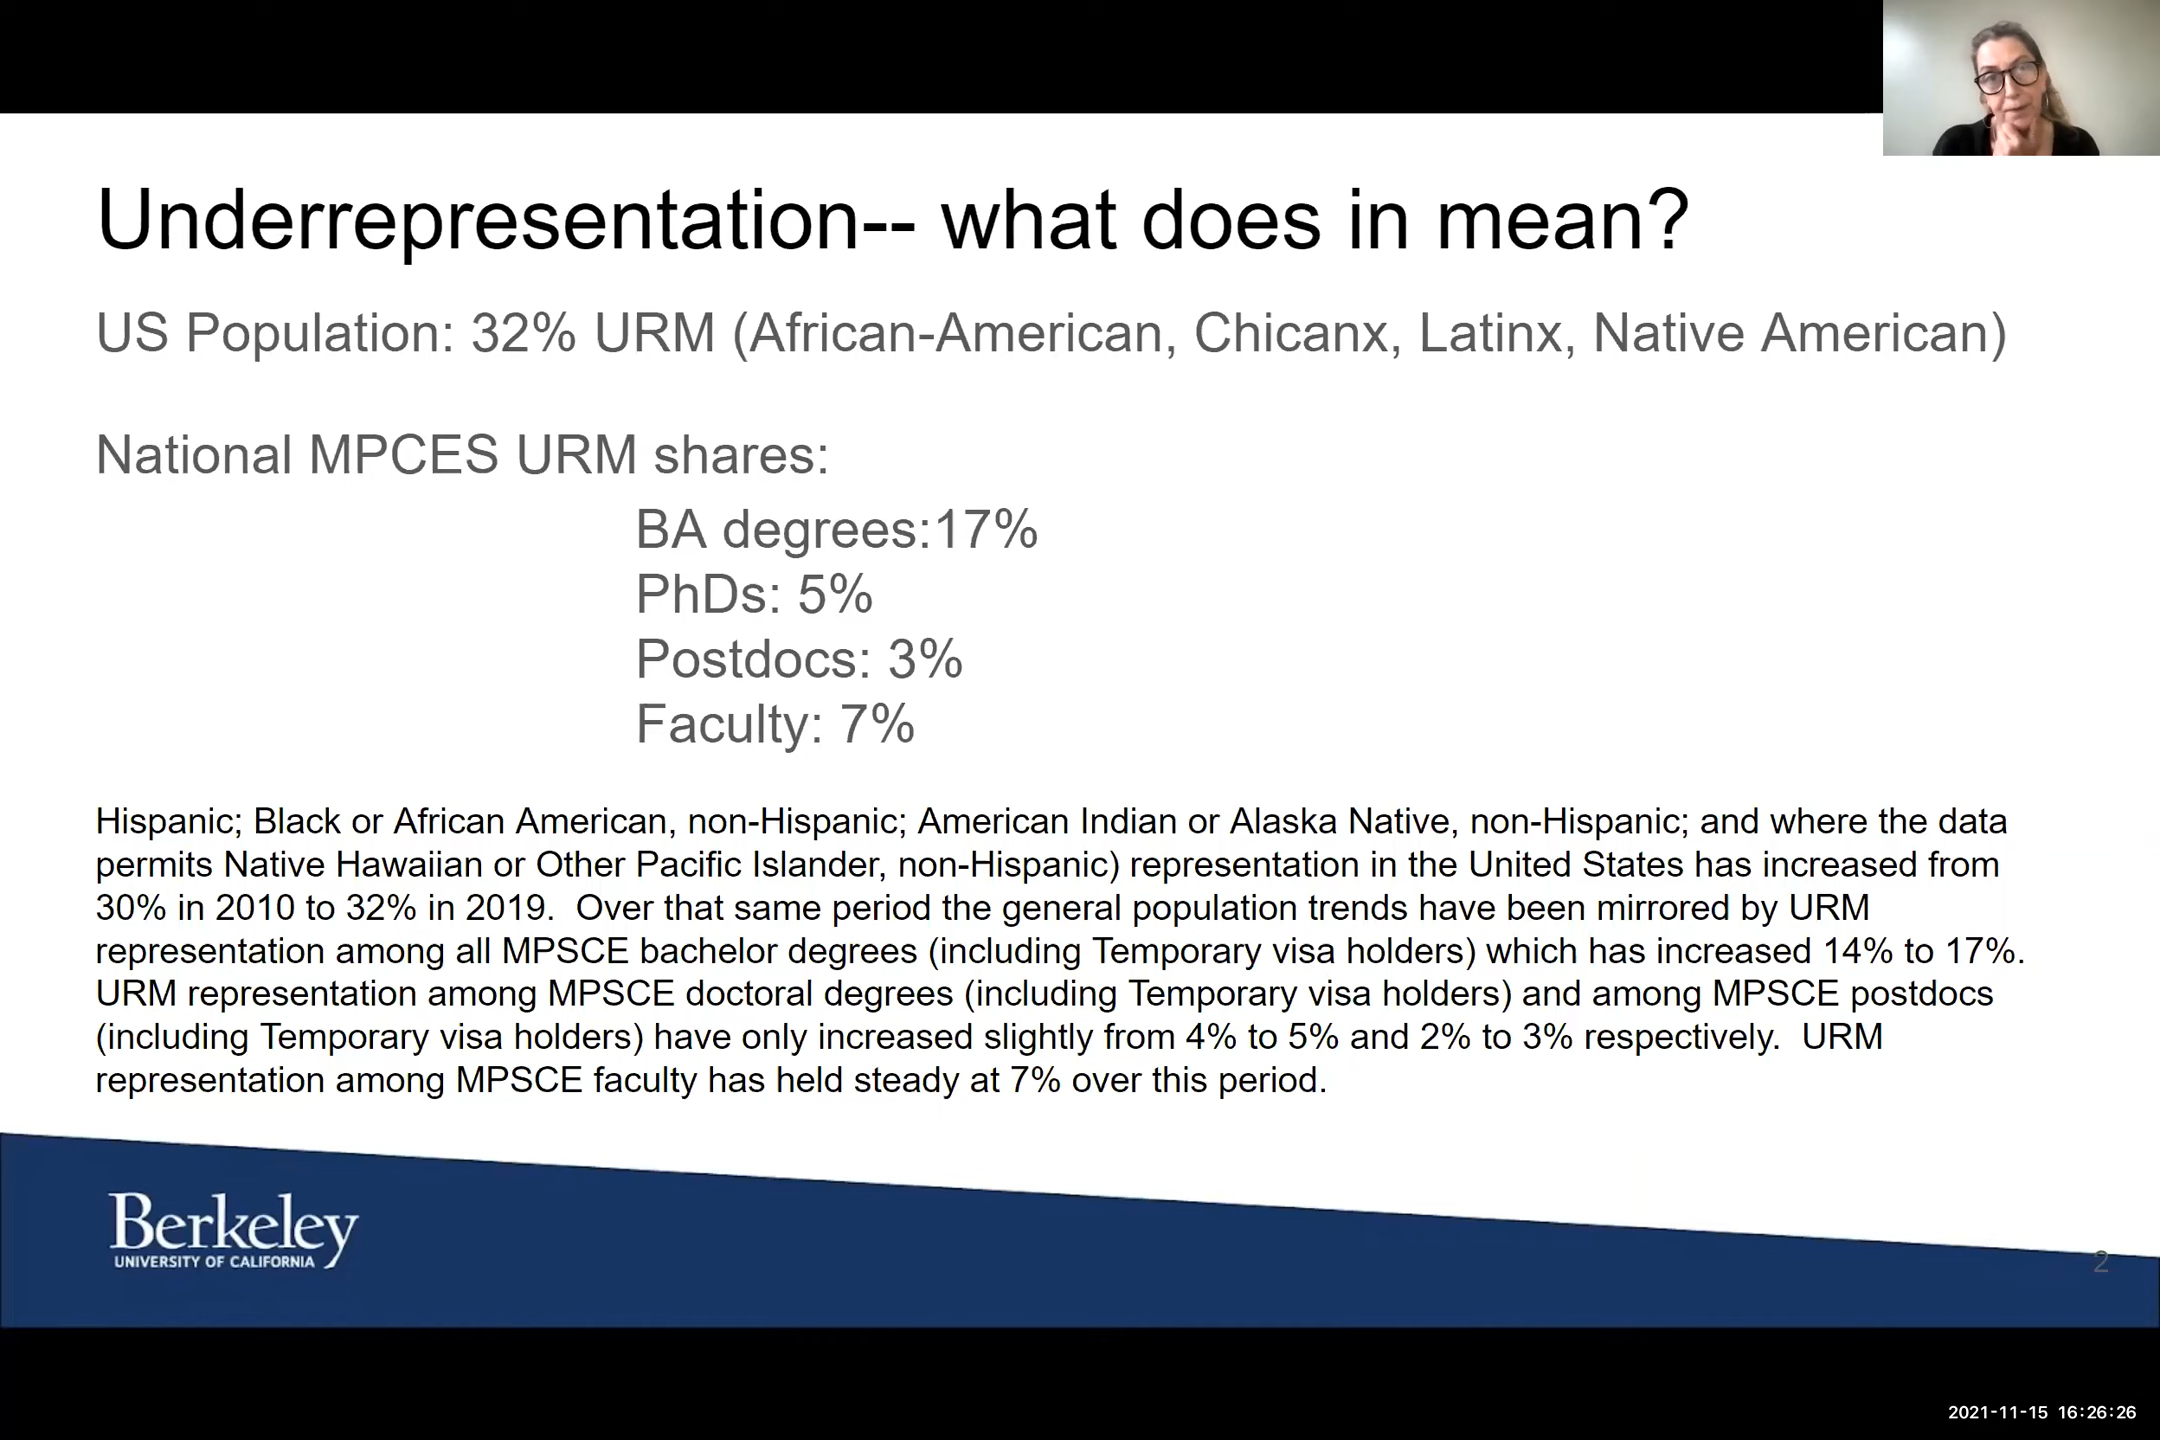 Underrepresentation-- what does in mean?
US Population: 32% URM (African-American, Chicanx, Latinx, Native American)
National MPCES URM shares:
BA degrees:17%
PhDs: 5%
Postdocs: 3%
Faculty: 7%
Hispanic; Black or African American, non-Hispanic; American Indian or Alaska Native, non-Hispanic; and where the data
permits Native Hawaiian or Other Pacific Islander, non-Hispanic) representation in the United States has increased from
30% in 2010 to 32% in 2019.  Over that same period the general population trends have been mirrored by URM
representation among all MPSCE bachelor degrees (including Temporary visa holders) which has increased 14% to 17%.
URM representation among MPSCE doctoral degrees (including Temporary visa holders) and among MPSCE postdocs
(including Temporary visa holders) have only increased slightly from 4% to 5% and 2% to 3% respectively.  URM
representation among MPSCE faculty has held steady at 7% over this period.
Berkeley
UNIVERSITY OF CALIFORNIA
2
2021-11-15 16:26:26